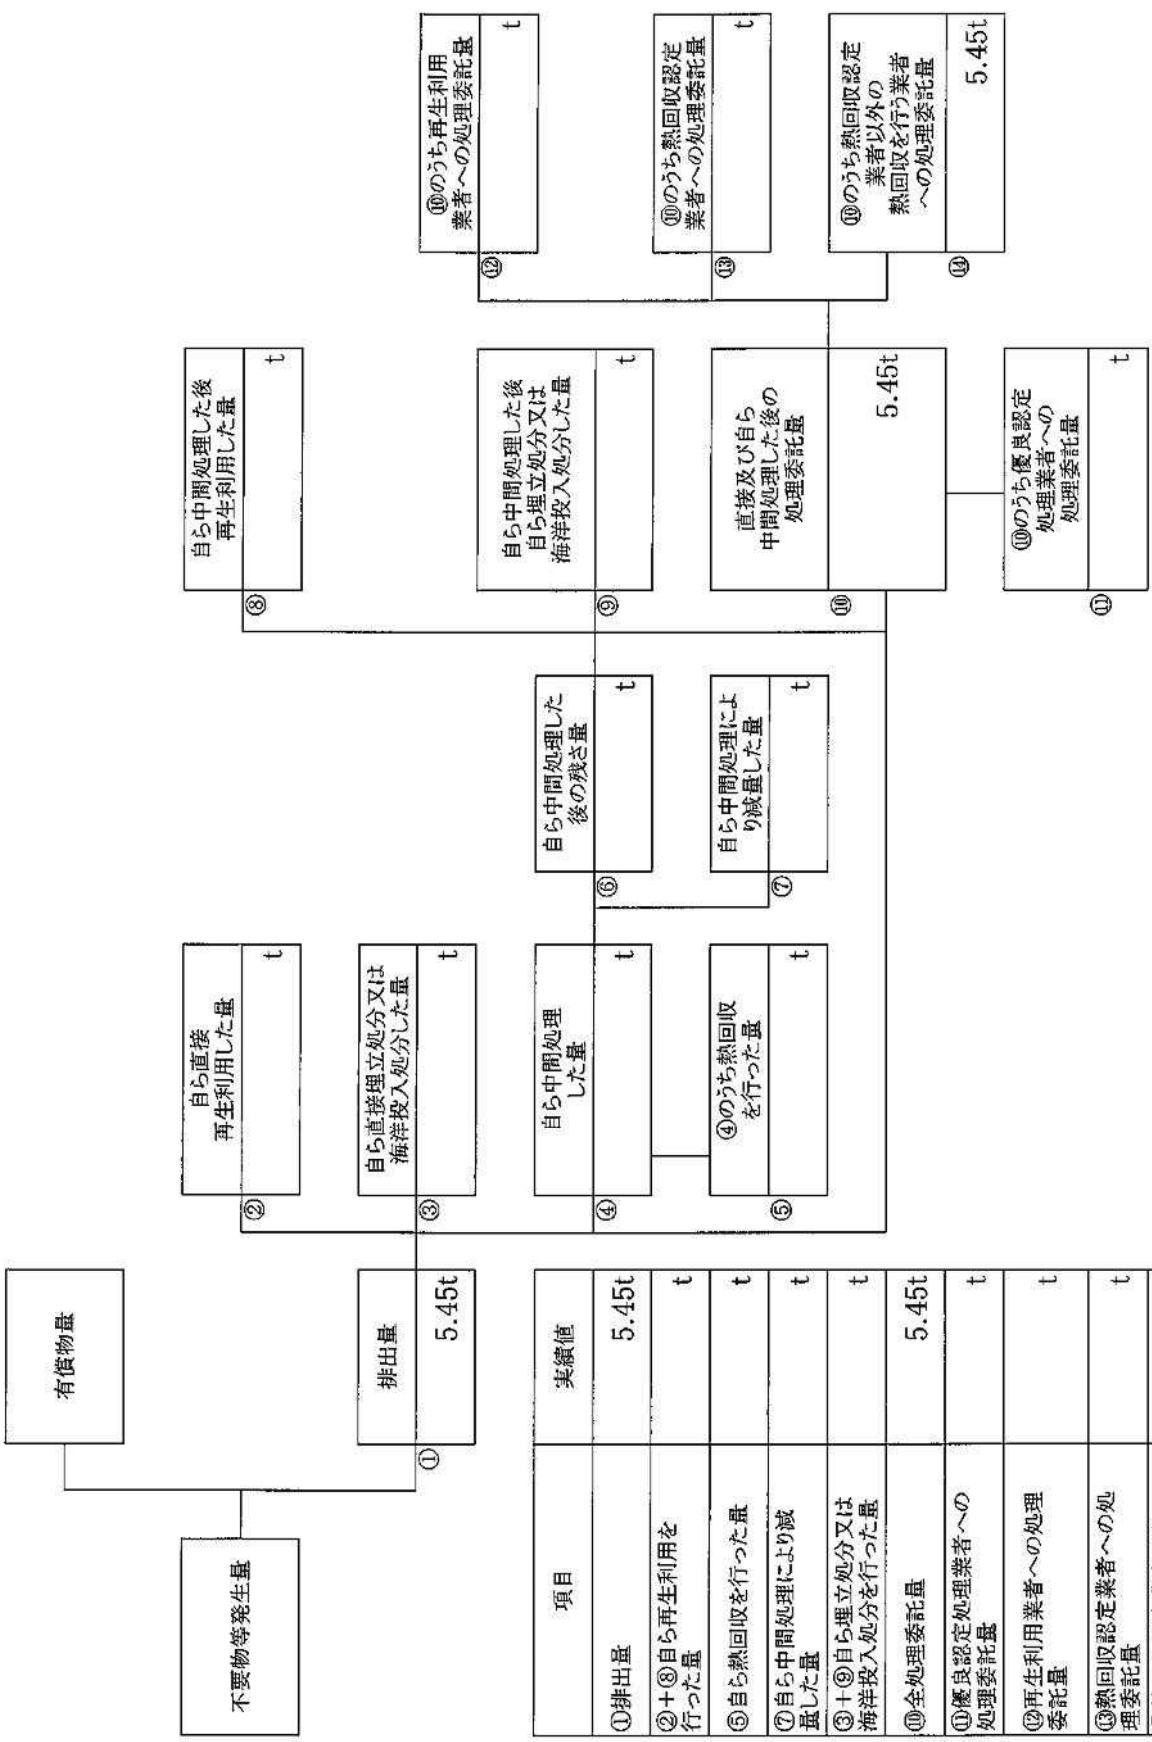 不要物等発生量
有償物量
排出量
①
5.45t
②
自ら直接
再生利用した量
t
③
自ら直接埋立処分又は
海洋投入処分した量
t
④
自ら中間処理
した量
t
⑤
④のうち熱回収
を行った量
t
⑥
自ら中間処理した
後の残さ量
t
⑦
自ら中間処理によ
り減量した量
t
⑧
自ら中間処理した後
再生利用した量
t
⑨
自ら中間処理した後
自ら埋立処分又は
海洋投入処分した量
t
⑩
直接及び自ら
中間処理した後の
処理委託量
5.45t
⑪
⑩のうち優良認定
処理業者への
処理委託量
t
⑫
⑩のうち再生利用
業者への処理委託量
t
⑬
⑩のうち熱回収認定
業者への処理委託量
t
⑭
⑩のうち熱回収認定
業者以外の
熱回収を行う業者
への処理委託量
5.45t
項目
実績値
①排出量
5.45t
②+⑧自ら再生利用を
行った量
t
⑤自ら熱回収を行った量
t
⑦自ら中間処理により減
量した量
t
③+⑨自ら埋立処分又は
海洋投入処分を行った量
t
⑩全処理委託量
5.45t
⑪優良認定処理業者への
処理委託量
t
⑫再生利用業者への処理
委託量
t
⑬熱回収認定業者への処
理委託量
t